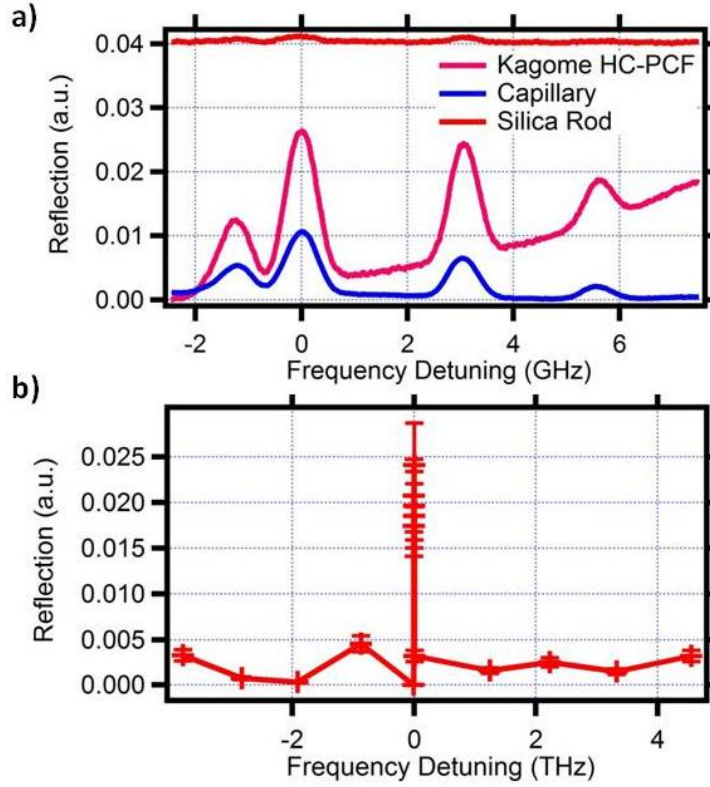 a)
Reflection (a.u.)
0.04
0.03
0.02
0.01
0.00
Kagome HC-PCF
Capillary
Silica Rod
-2
0
2
4
6
Frequency Detuning (GHz)
b)
Reflection (a.u.)
0.025
0.020
0.015
0.010
0.005
0.000
-2
0
2
4
Frequency Detuning (THz)